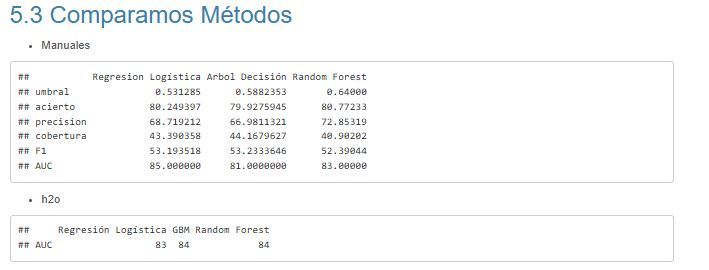 5.3 Comparamos Métodos
• Manuales
## Regresion Logística Arbol Decisión Random Forest
## umbral 0.531285 0.5882353 0.64000
## acierto 80.249397 79.9275945 80.77233
## precision 68.719212 66.9811321 72.85319
## cobertura 43.390358 44.1679627 40.90202
## F1 53.193518 53.2333646 52.39044
## AUC 85.000000 81.0000000 83.00000
• h2o
## Regresión Logística GBM Random Forest
## AUC 83 84 84